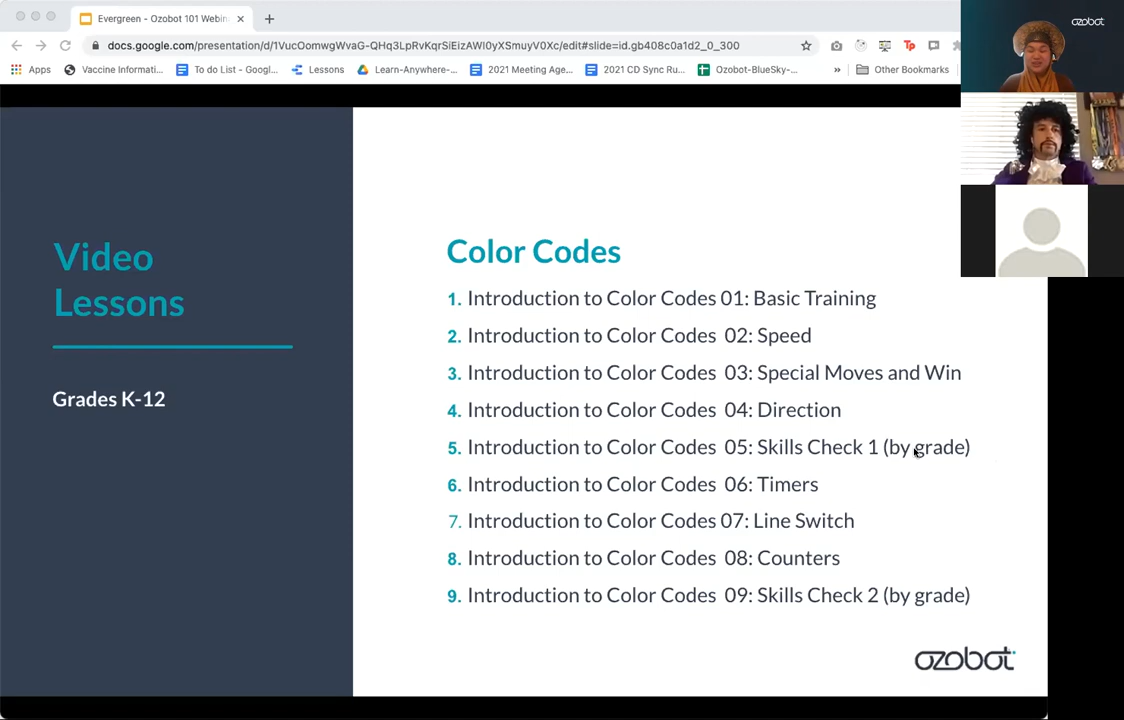 Evergreen - Ozobot 101 Webin
docs.google.com/presentation/d/1VucOomwgWvaG-QHq3LpRvKqrSiEizAWl0yXSmuyV0Xc/edit#slide=id.gb408c0a1d2_0_300
Apps Vaccine Informati... To do List - Googl... Lessons Learn-Anywhere-... 2021 Meeting Agen... 2021 CD Sync Ru... Ozobot-BlueSky-... » Other Bookmarks
ozobot
Video
Lessons
Grades K-12
Color Codes
1. Introduction to Color Codes 01: Basic Training
2. Introduction to Color Codes 02: Speed
3. Introduction to Color Codes 03: Special Moves and Win
4. Introduction to Color Codes 04: Direction
5. Introduction to Color Codes 05: Skills Check 1 (by grade)
6. Introduction to Color Codes 06: Timers
7. Introduction to Color Codes 07: Line Switch
8. Introduction to Color Codes 08: Counters
9. Introduction to Color Codes 09: Skills Check 2 (by grade)
ozobot